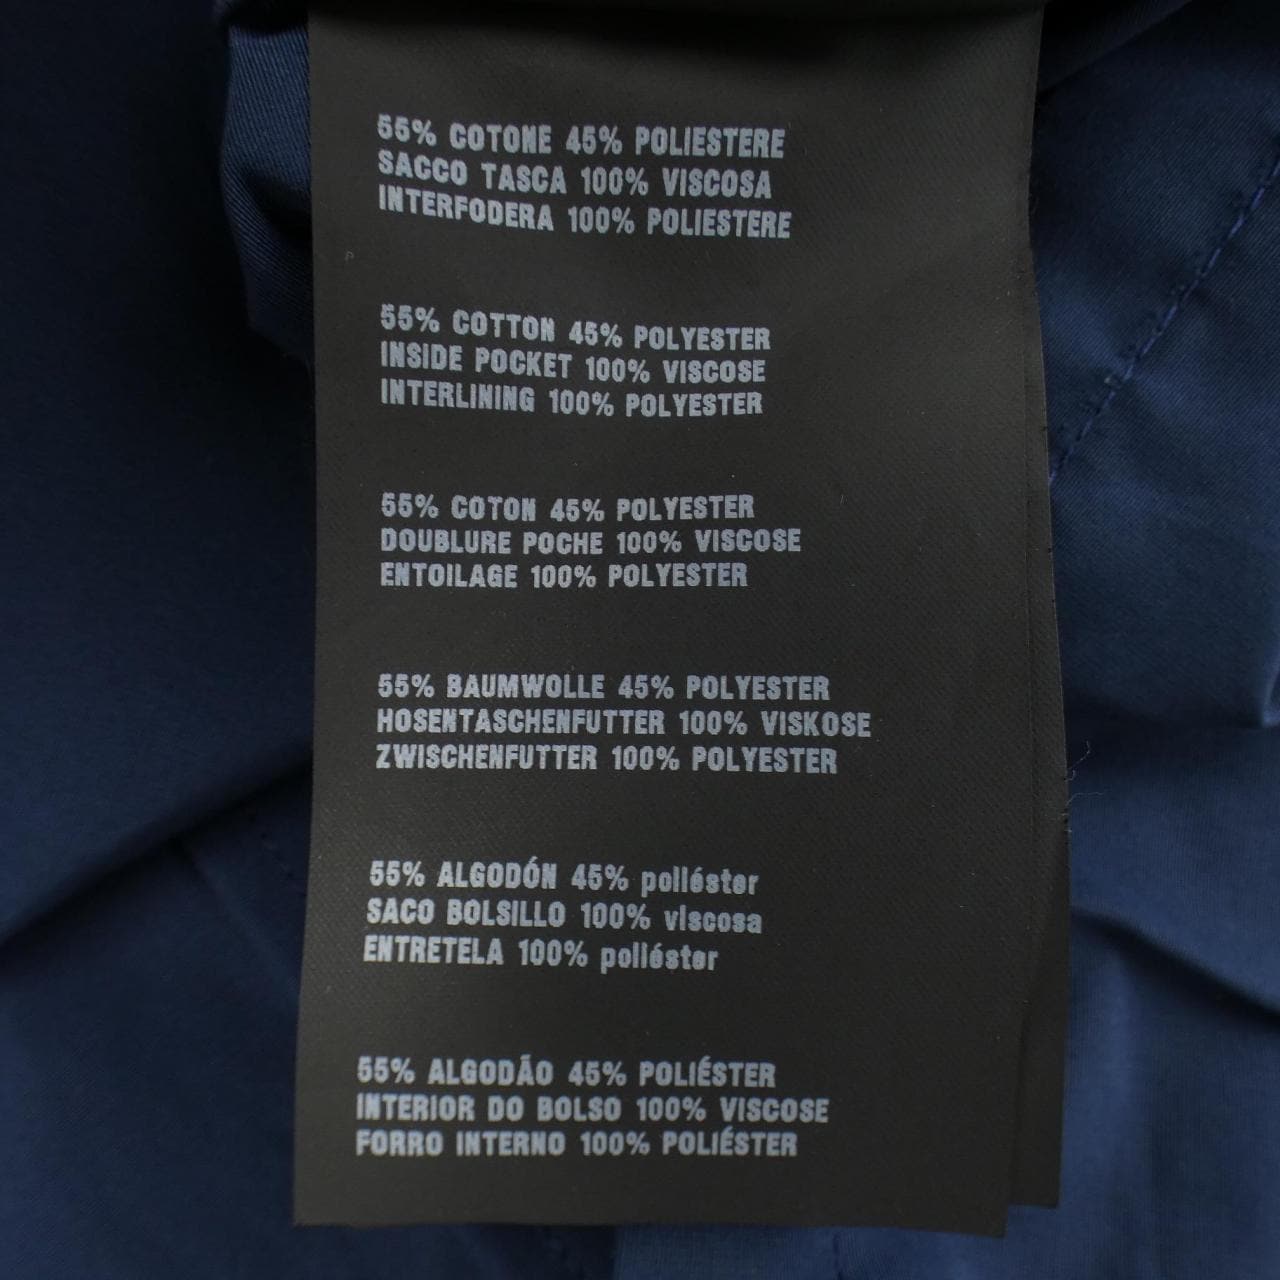 55% COTONE 45% POLIESTERE
SACCO TASCA 100% VISCOSA
INTERFODERA 100% POLIESTERE
55% COTTON 45% POLYESTER
INSIDE POCKET 100% VISCOSE
INTERLINING 100% POLYESTER
55% COTON 45% POLYESTER
DOUBLURE POCHE 100% VISCOSE
ENTOILAGE 100% POLYESTER
55% BAUMWOLLE 45% POLYESTER
HOSENTASCHENFUTTER 100% VISKOSE
ZWISCHENFUTTER 100% POLYESTER
55% ALGODÓN 45% poliéster
SACO BOLSILLO 100% viscosa
ENTRETELA 100% poliéster
55% ALGODÃO 45% POLIÉSTER
INTERIOR DO BOLSO 100% VISCOSE
FORRO INTERNO 100% POLIÉSTER